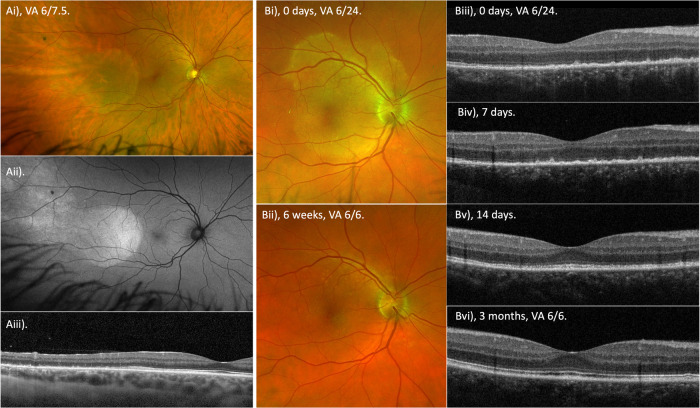 Ai), VA 6/7.5.
Aii).
Aiii).
Bi), 0 days, VA 6/24.
Bii), 6 weeks, VA 6/6.
Biii), 0 days, VA 6/24.
Biv), 7 days.
Bv), 14 days.
Bvi), 3 months, VA 6/6.